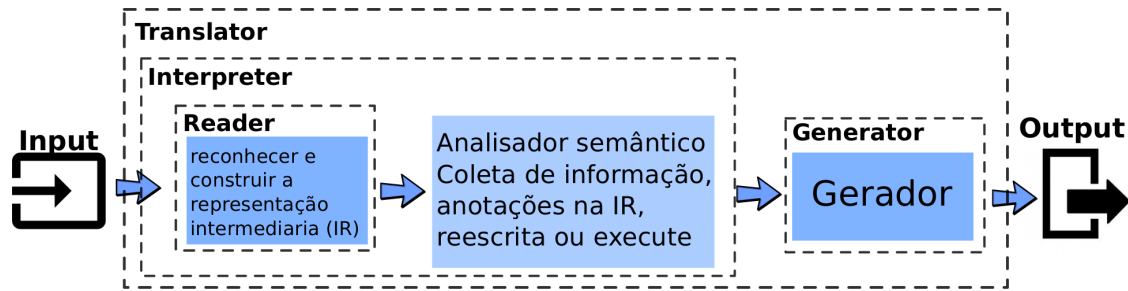 Translator
Interpreter
Input
Reader
reconhecer e
construir a
representação
intermediaria (IR)
Analisador semântico
Coleta de informação,
anotações na IR,
reescrita ou execute
Generator
Gerador
Output